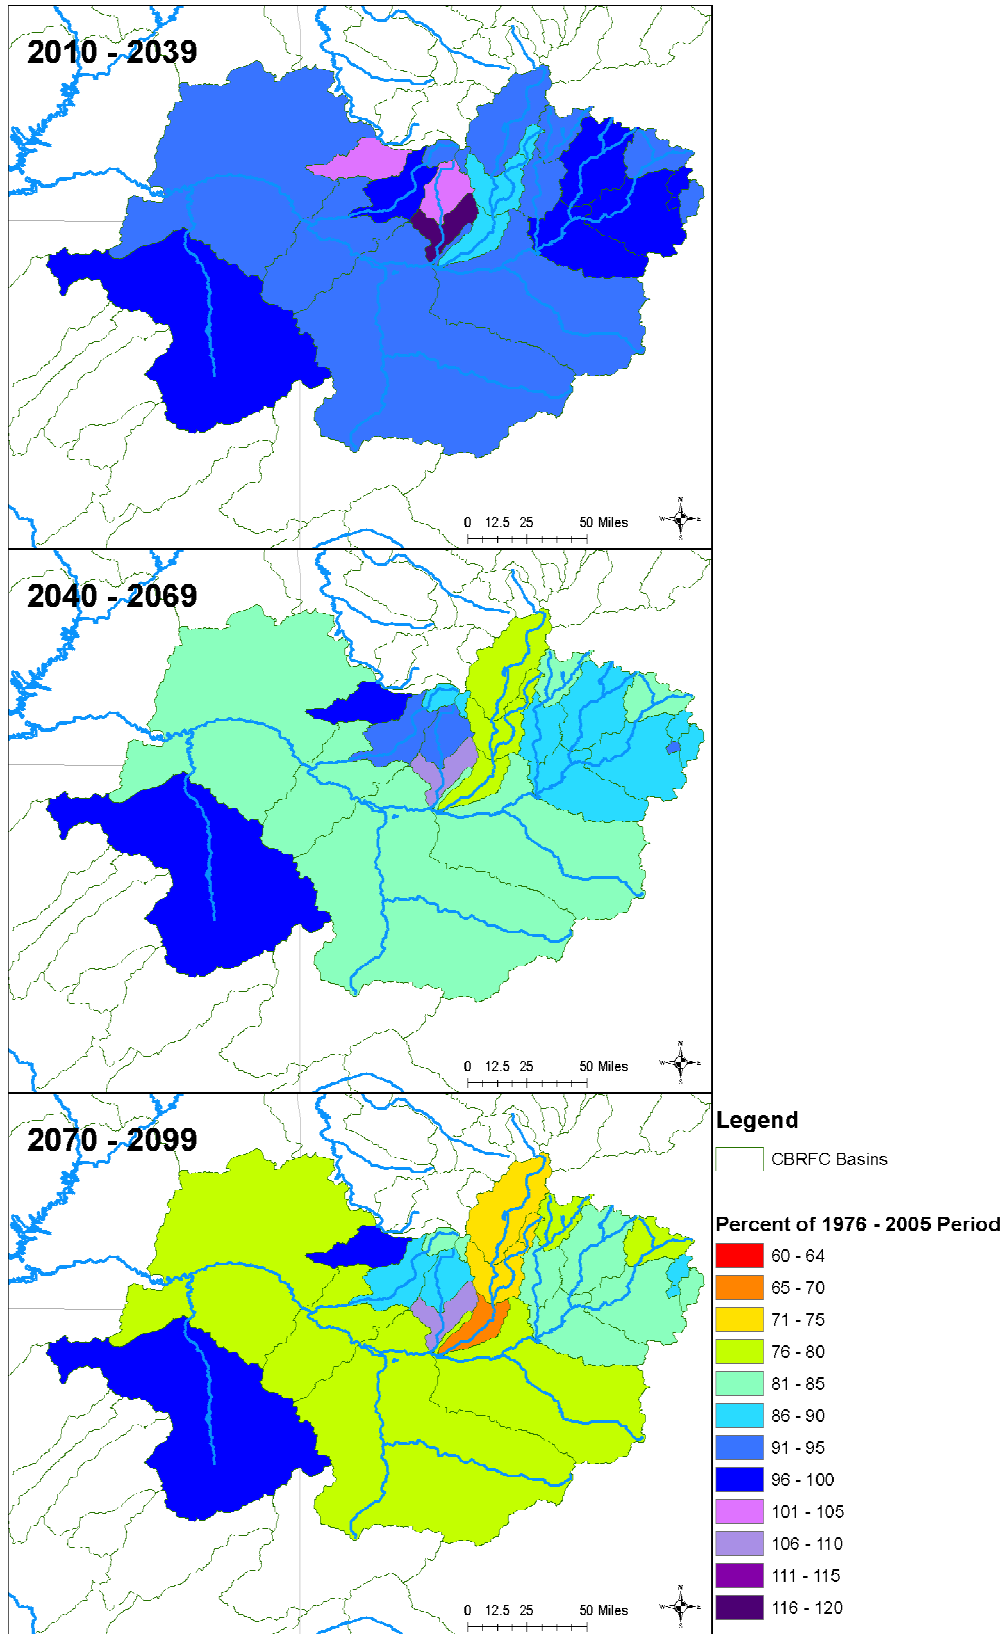 2010 - 2039
0 12.5 25 50 Miles
N
W E
S
2040 - 2069
0 12.5 25 50 Miles
N
W E
S
2070 - 2099
0 12.5 25 50 Miles
N
W E
S
Legend
CBRFC Basins
Percent of 1976 - 2005 Period
60 - 64
65 - 70
71 - 75
76 - 80
81 - 85
86 - 90
91 - 95
96 - 100
101 - 105
106 - 110
111 - 115
116 - 120